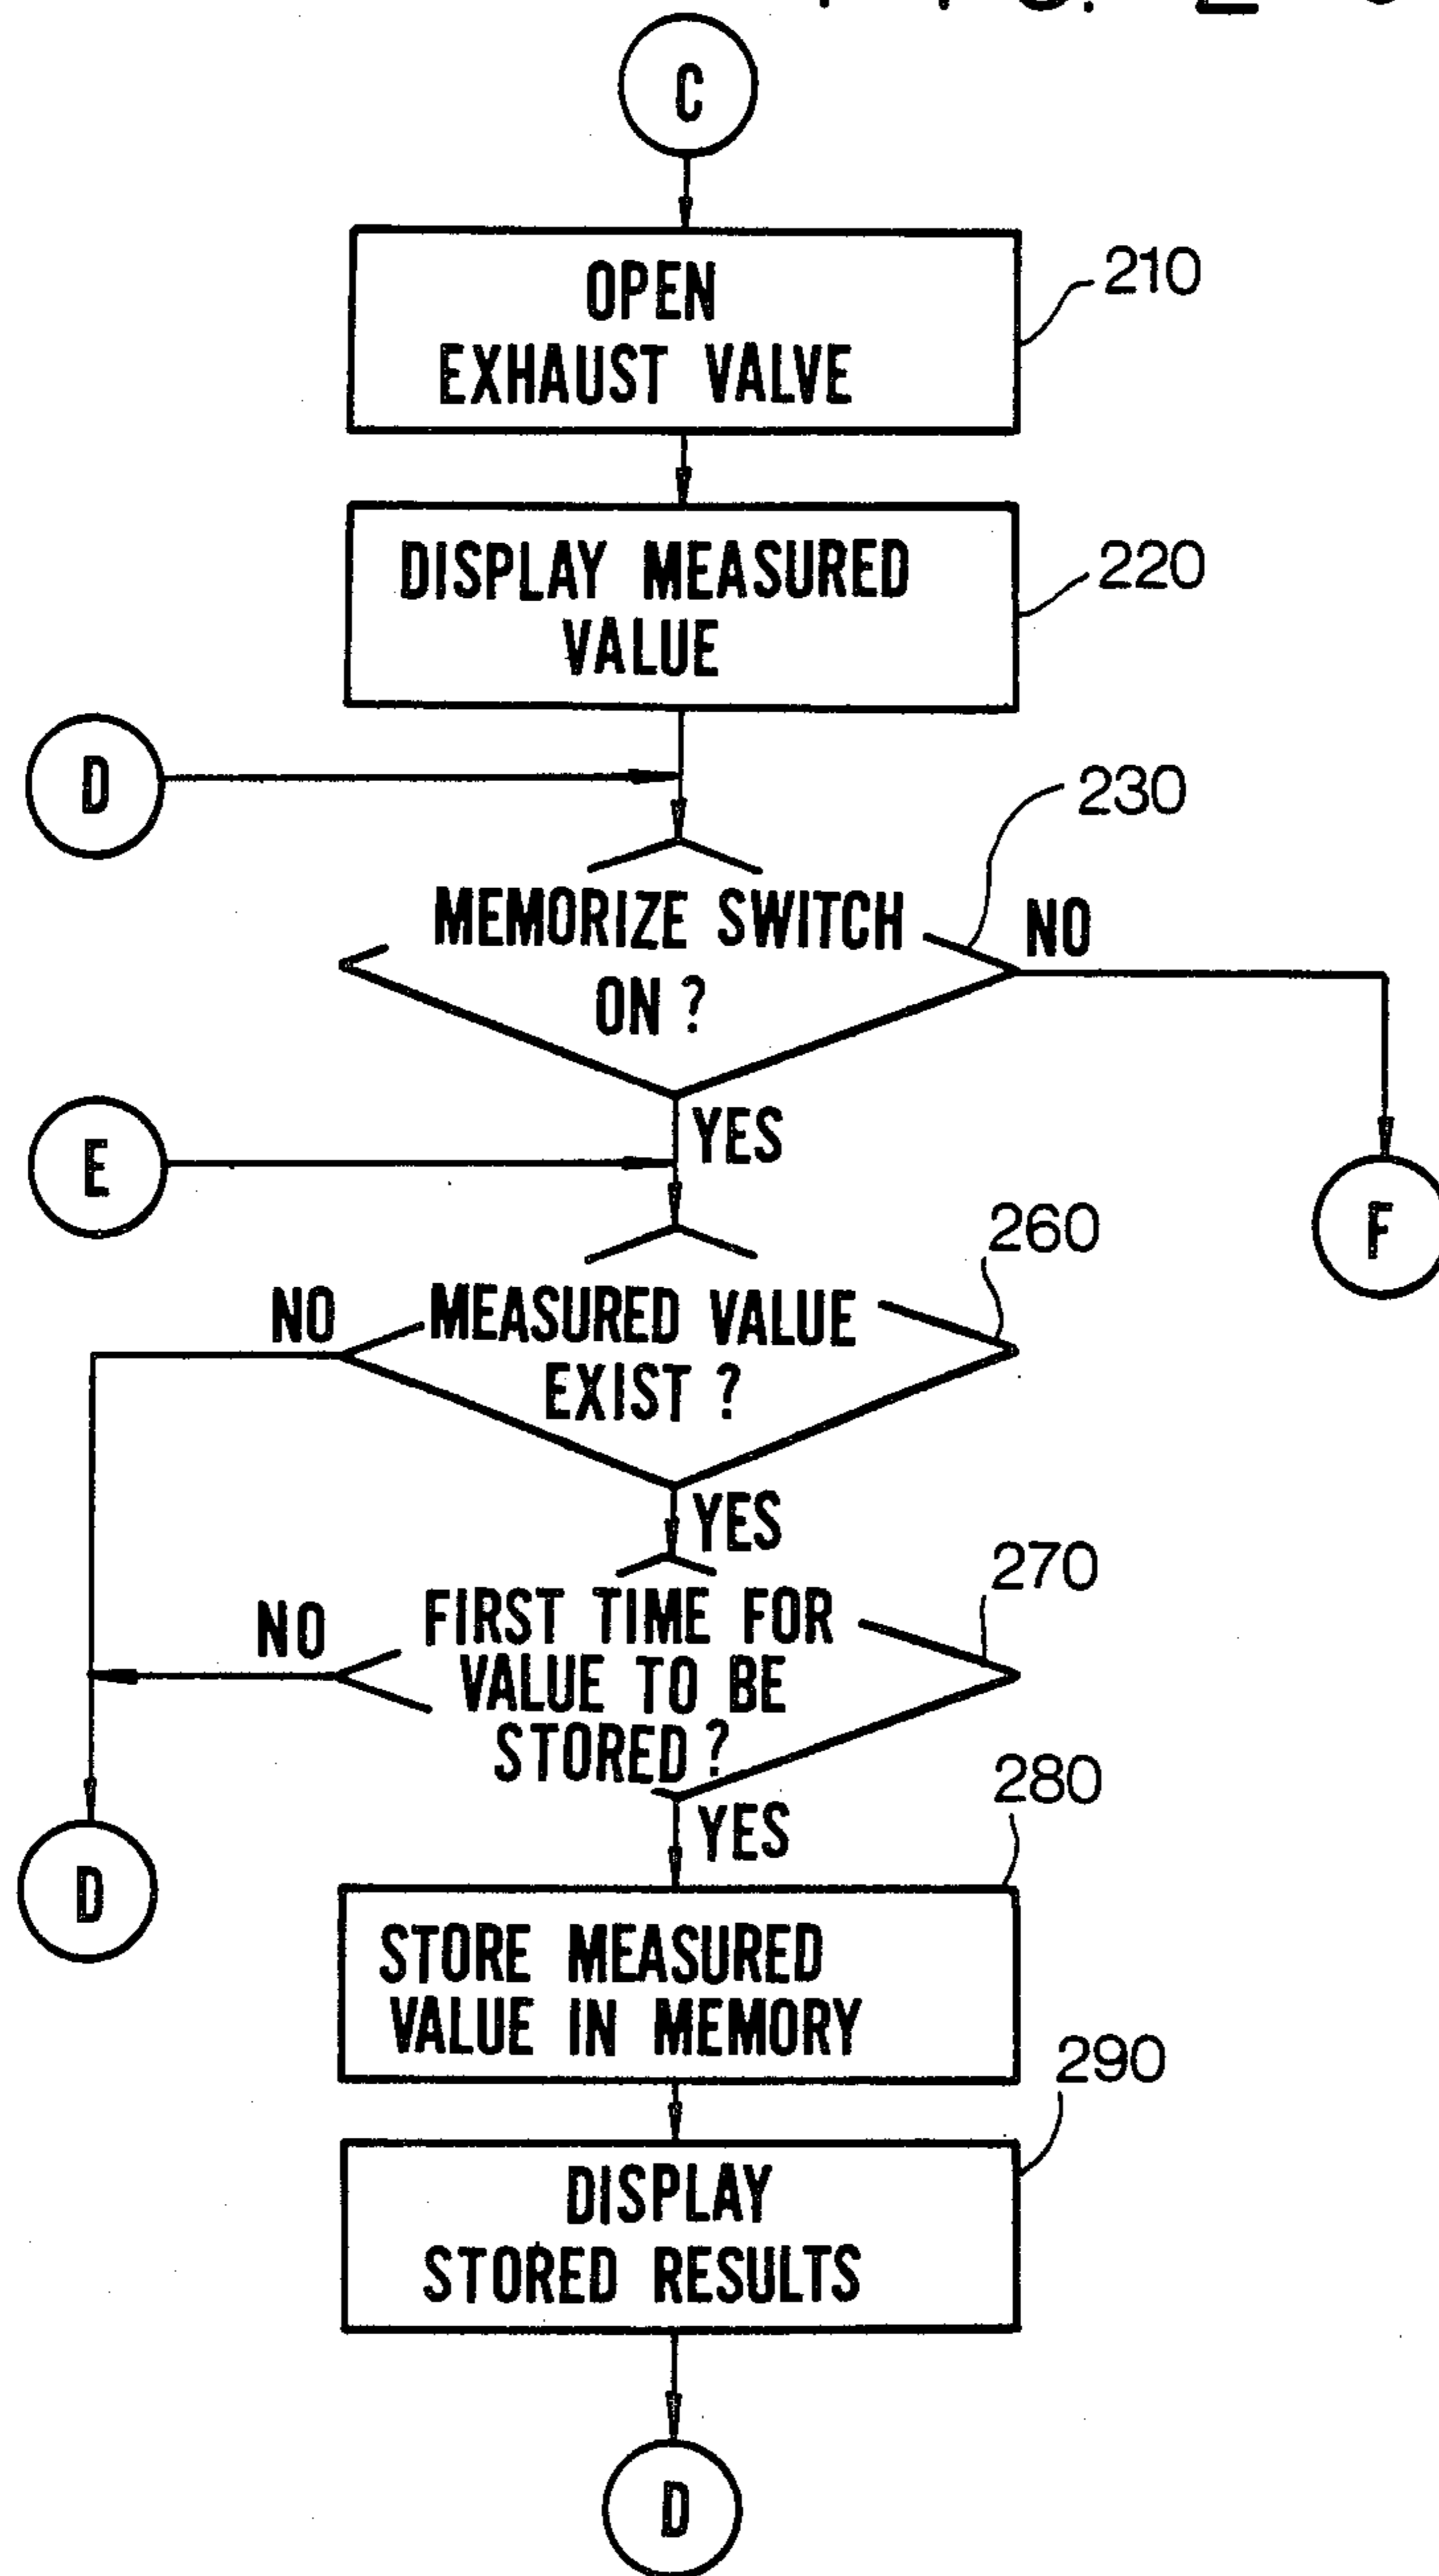 C
OPEN
EXHAUST VALVE
210
DISPLAY MEASURED
VALUE
220
D
230
MEMORIZE SWITCH
ON ?
NO
YES
E
F
260
NO
MEASURED VALUE
EXIST ?
YES
270
NO
FIRST TIME FOR
VALUE TO BE
STORED ?
YES
280
D
STORE MEASURED
VALUE IN MEMORY
290
DISPLAY
STORED RESULTS
D